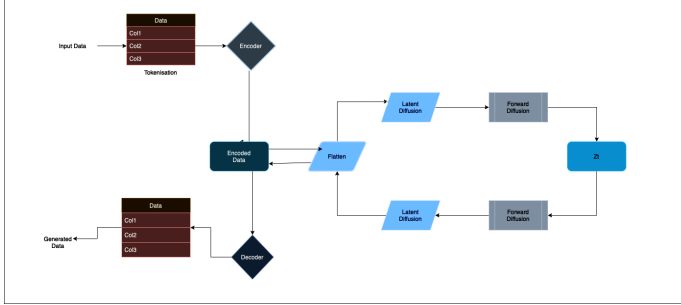 Data
Col1
Input Data
Col2
Encoder
Col3
Tokenisation
Latent
Diffusion
Forward
Diffusion
Encoded
Data
Flatten
Zt
Data
Col1
Latent
Diffusion
Forward
Diffusion
Generated
Data
Col2
Col3
Decoder